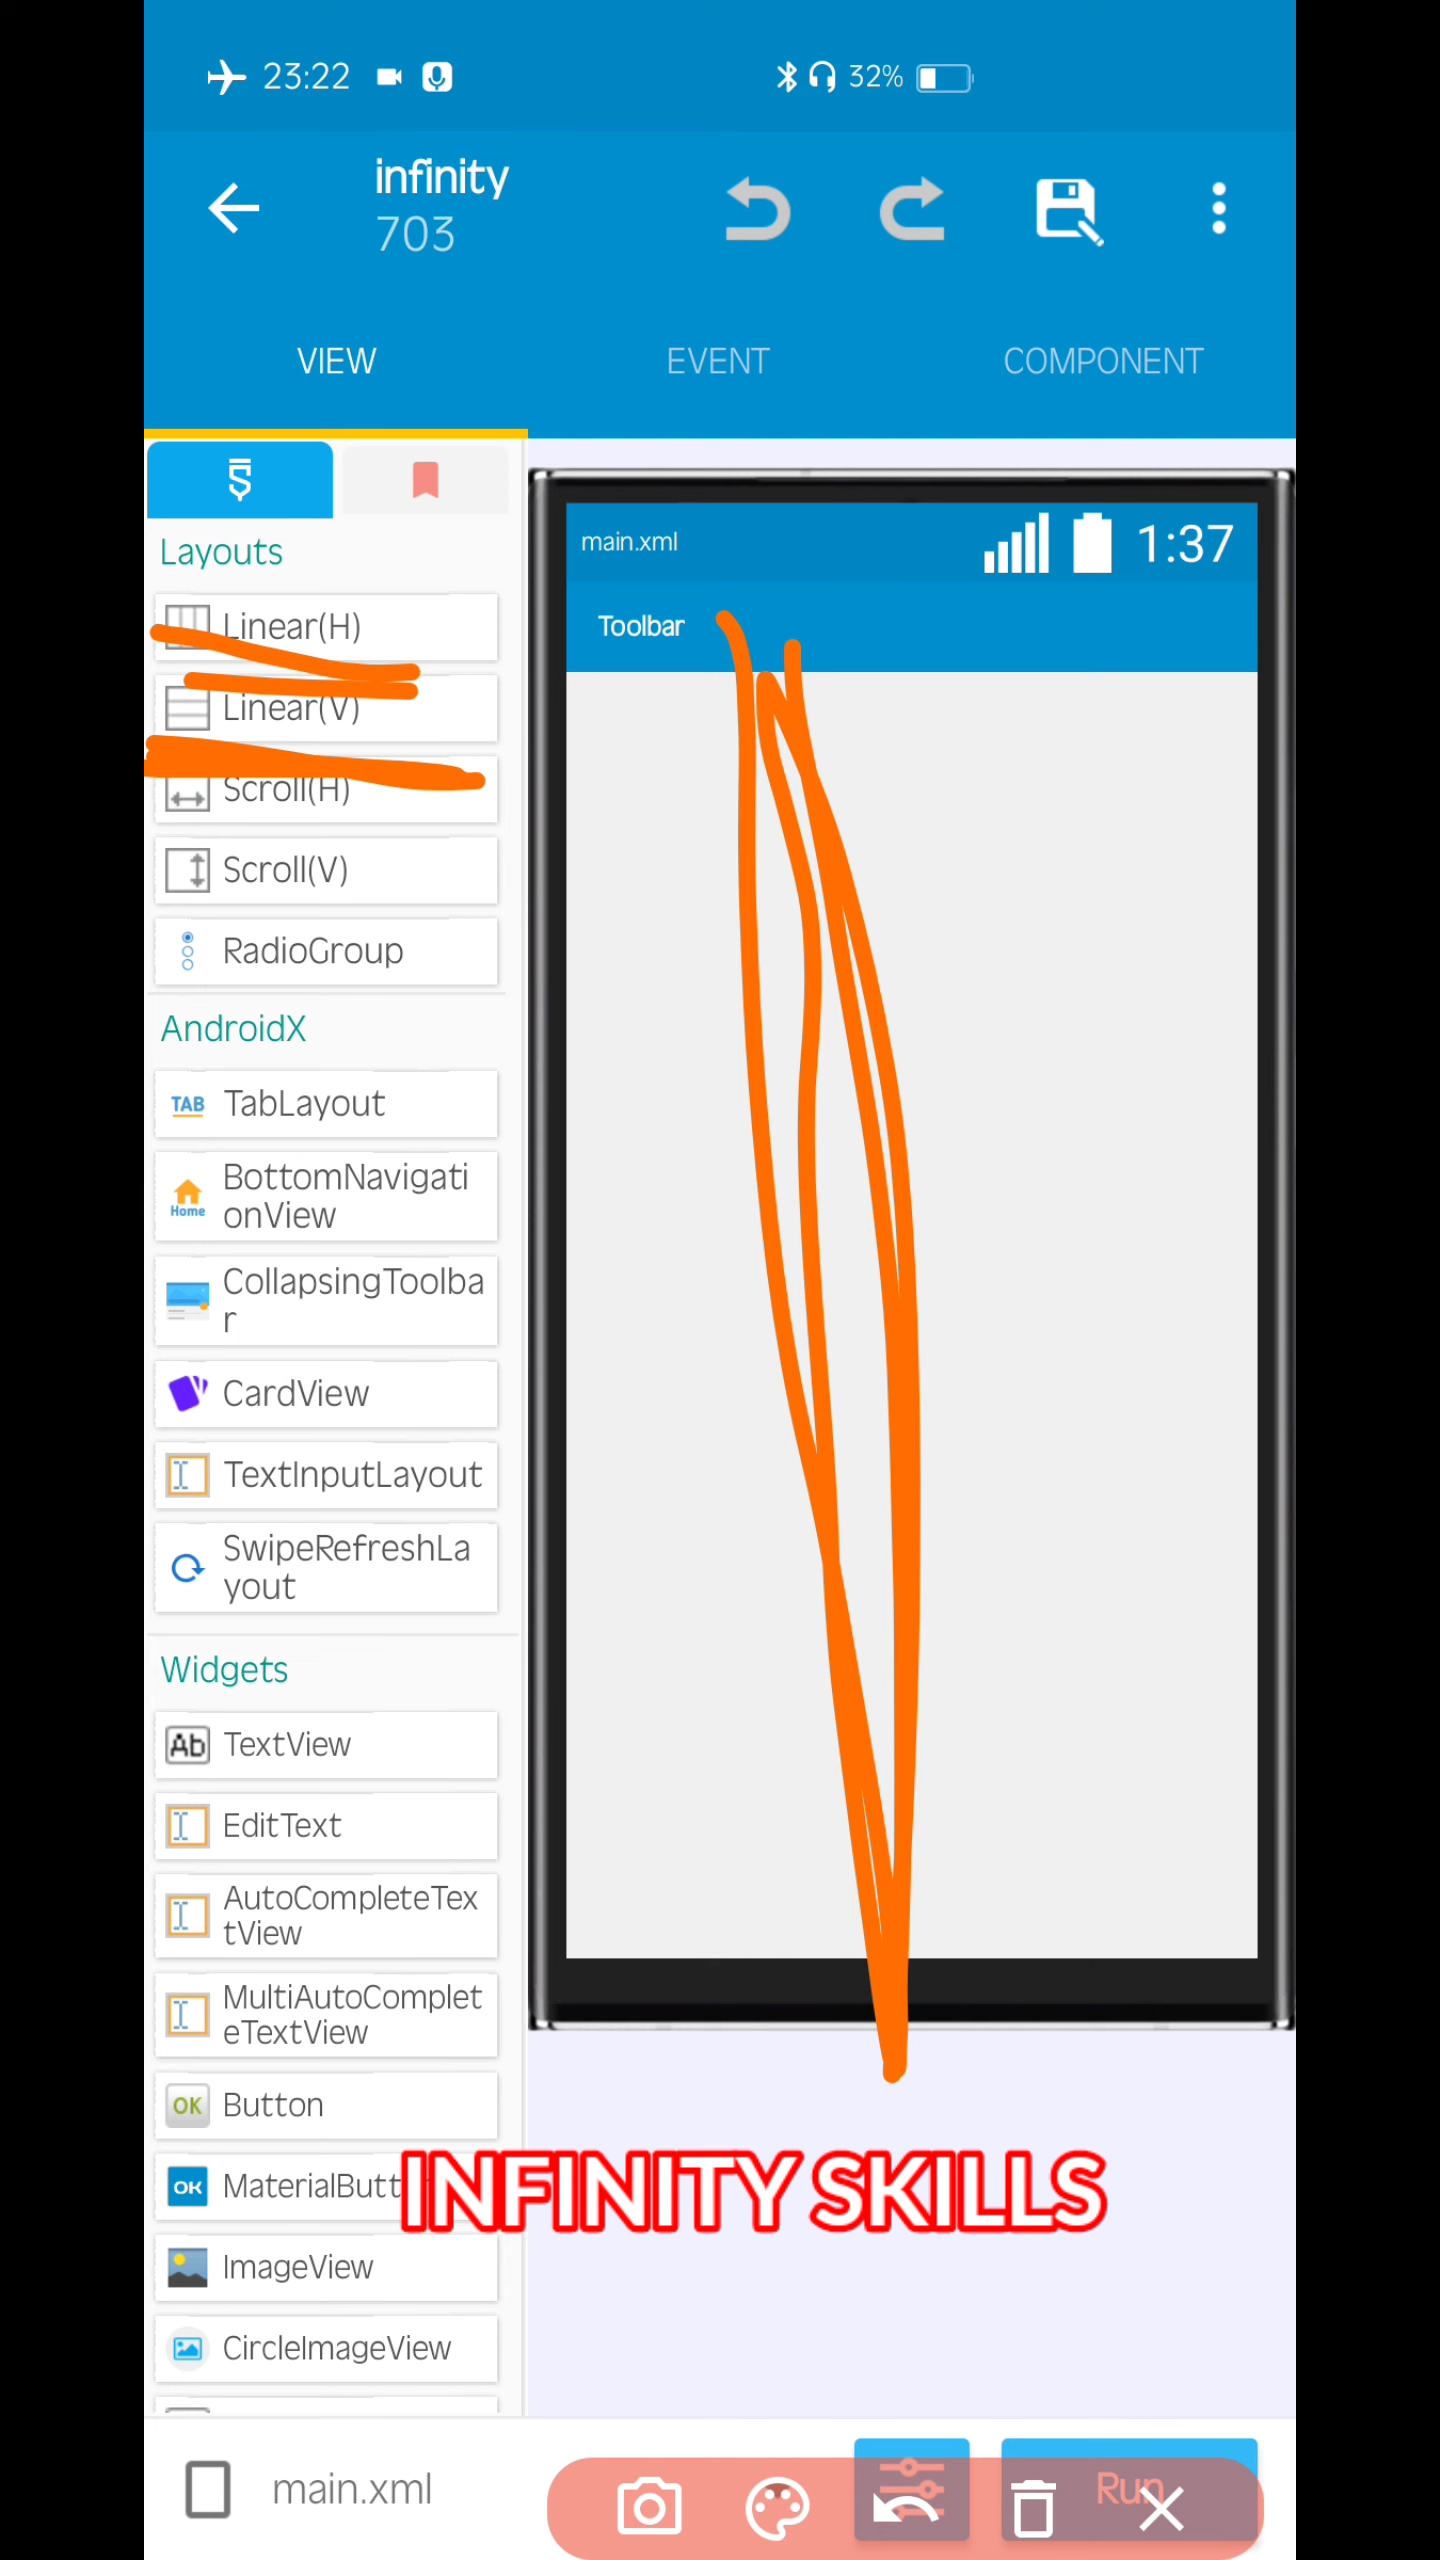 23:22
32%
infinity
703
VIEW
EVENT
COMPONENT
Layouts
Linear(H)
Linear(V)
Scroll(H)
Scroll(V)
RadioGroup
AndroidX
TAB
TabLayout
Home
BottomNavigati
onView
CollapsingToolba
r
CardView
TextInputLayout
SwipeRefreshLa
yout
Widgets
Ab
TextView
EditText
AutoCompleteTex
tView
MultiAutoComplet
eTextView
OK
Button
OK
MaterialButt
ImageView
CircleImageView
main.xml
1:37
Toolbar
INFINITY SKILLS
main.xml
Run